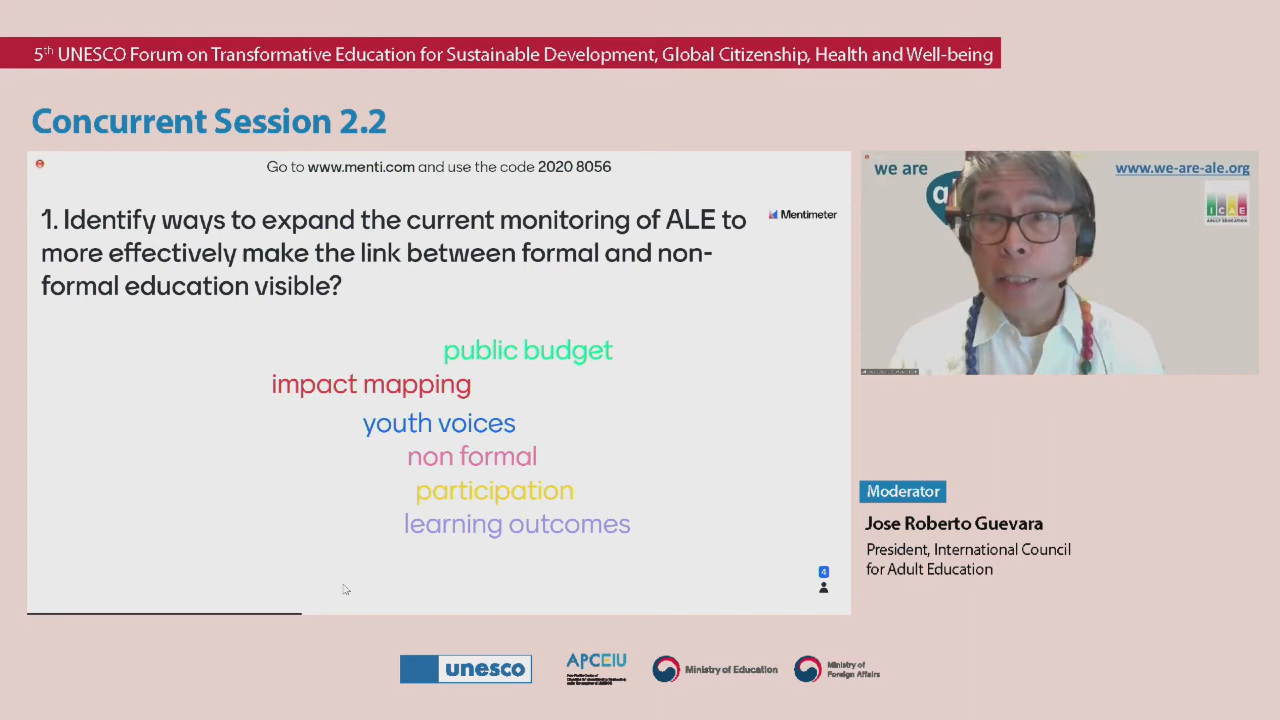 5th UNESCO Forum on Transformative Education for Sustainable Development, Global Citizenship, Health and Well-being
Concurrent Session 2.2
Go to www.menti.com and use the code 2020 8056
1. Identify ways to expand the current monitoring of ALE to
more effectively make the link between formal and non-
formal education visible?
Mentimeter
public budget
impact mapping
youth voices
non formal
participation
learning outcomes
4
we are
www.we-are-ale.org
ICAE
Moderator
Jose Roberto Guevara
President, International Council
for Adult Education
unesco
APCEIU
Ministry of Education
Ministry of
Foreign Affairs